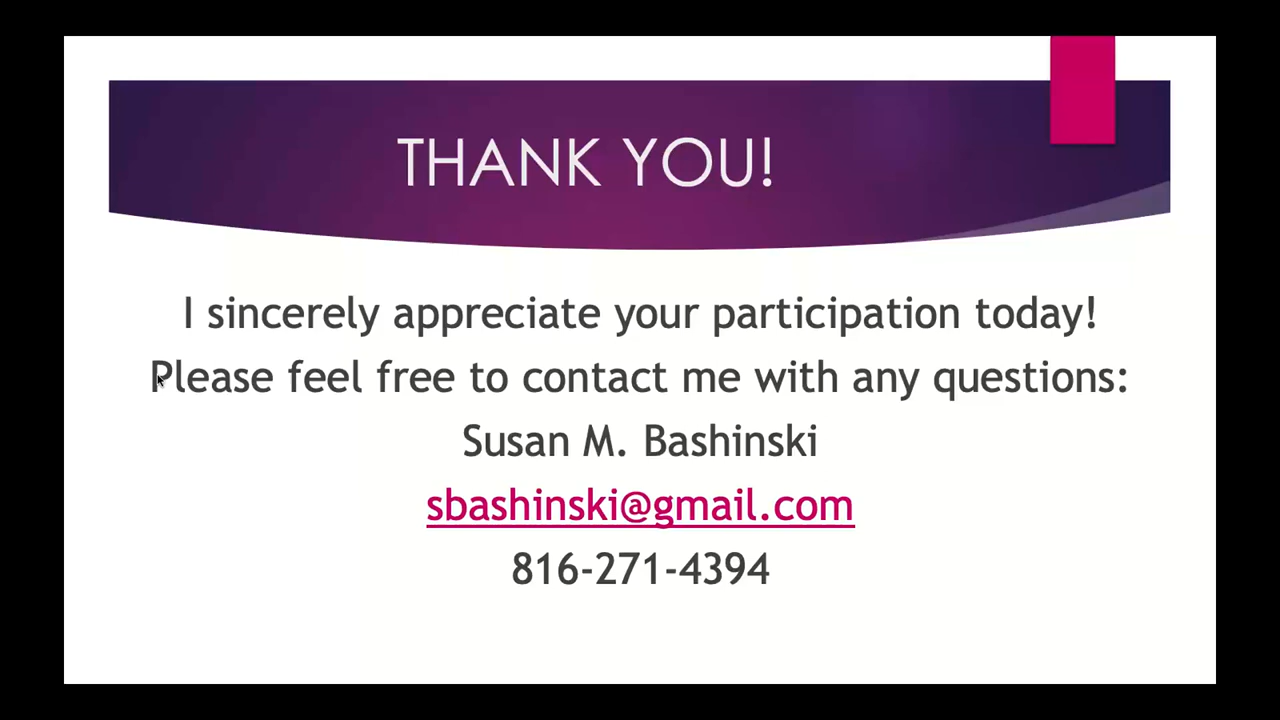 THANK YOU!
I sincerely appreciate your participation today!
Please feel free to contact me with any questions:
Susan M. Bashinski
sbashinski@gmail.com
816-271-4394